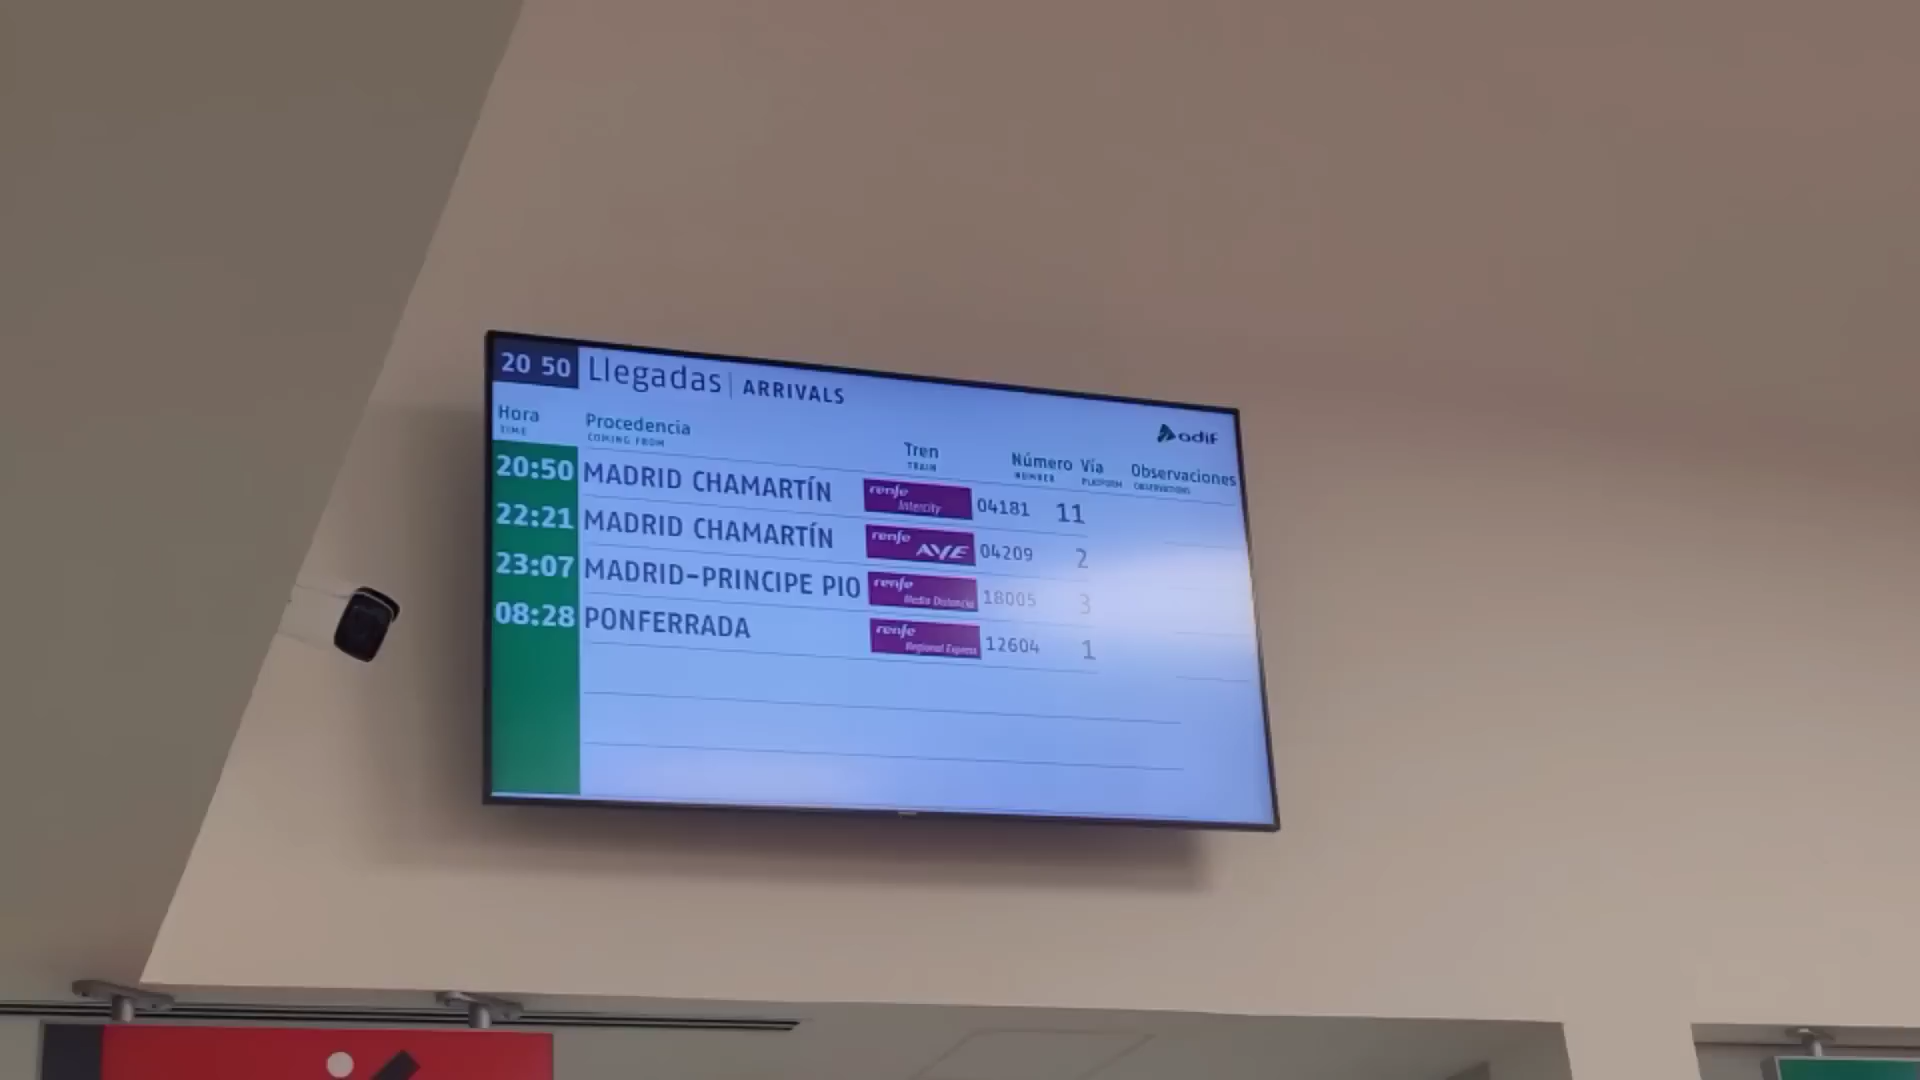 20 50 Llegadas | ARRIVALS
adif
Hora Procedencia Tren Número Vía Observaciones
TIME COMING FROM TRAIN NUMBER PLATFORM OBSERVATIONS
20:50 MADRID CHAMARTÍN renfe Intercity 04181 11
22:21 MADRID CHAMARTÍN renfe AVE 04209 2
23:07 MADRID-PRINCIPE PIO renfe Media Distancia 18005 3
08:28 PONFERRADA renfe Regional Express 12604 1